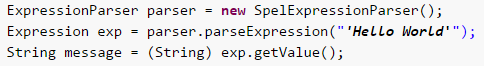 ExpressionParser parser = new SpelExpressionParser();
Expression exp = parser.parseExpression("'Hello World'");
String message = (String) exp.getValue();